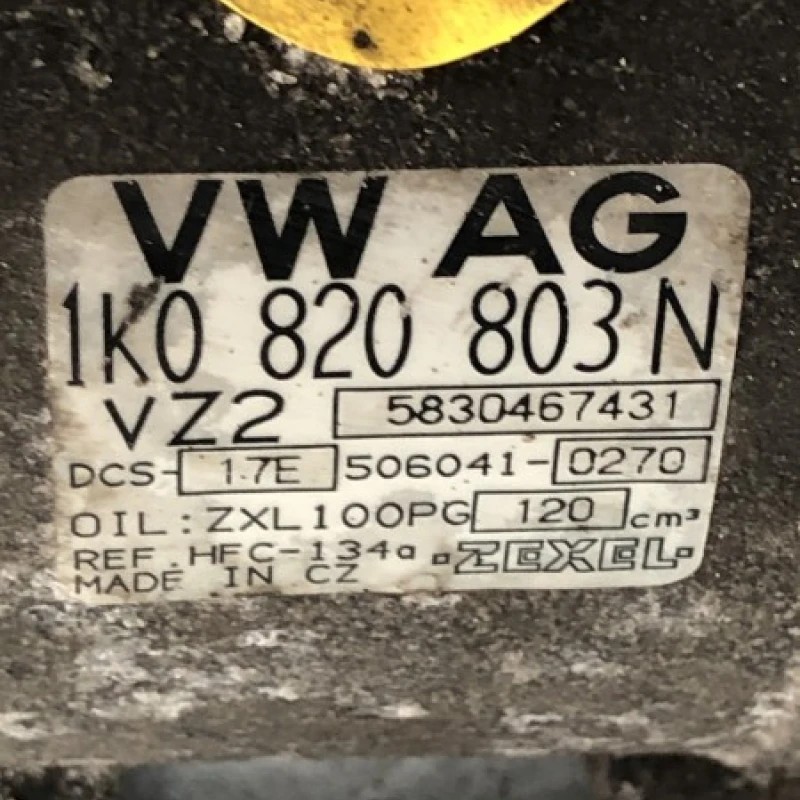 VW AG
1K0 820 803 N
VZ2 5830467431
DCS-17E 506041-0270
OIL: ZXL100PG 120 cm³
REF. HFC-134a ·ZEXEL·
MADE IN CZ